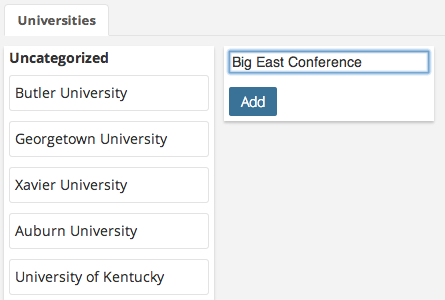 Universities
Uncategorized
Butler University
Georgetown University
Xavier University
Auburn University
University of Kentucky
Big East Conference
Add